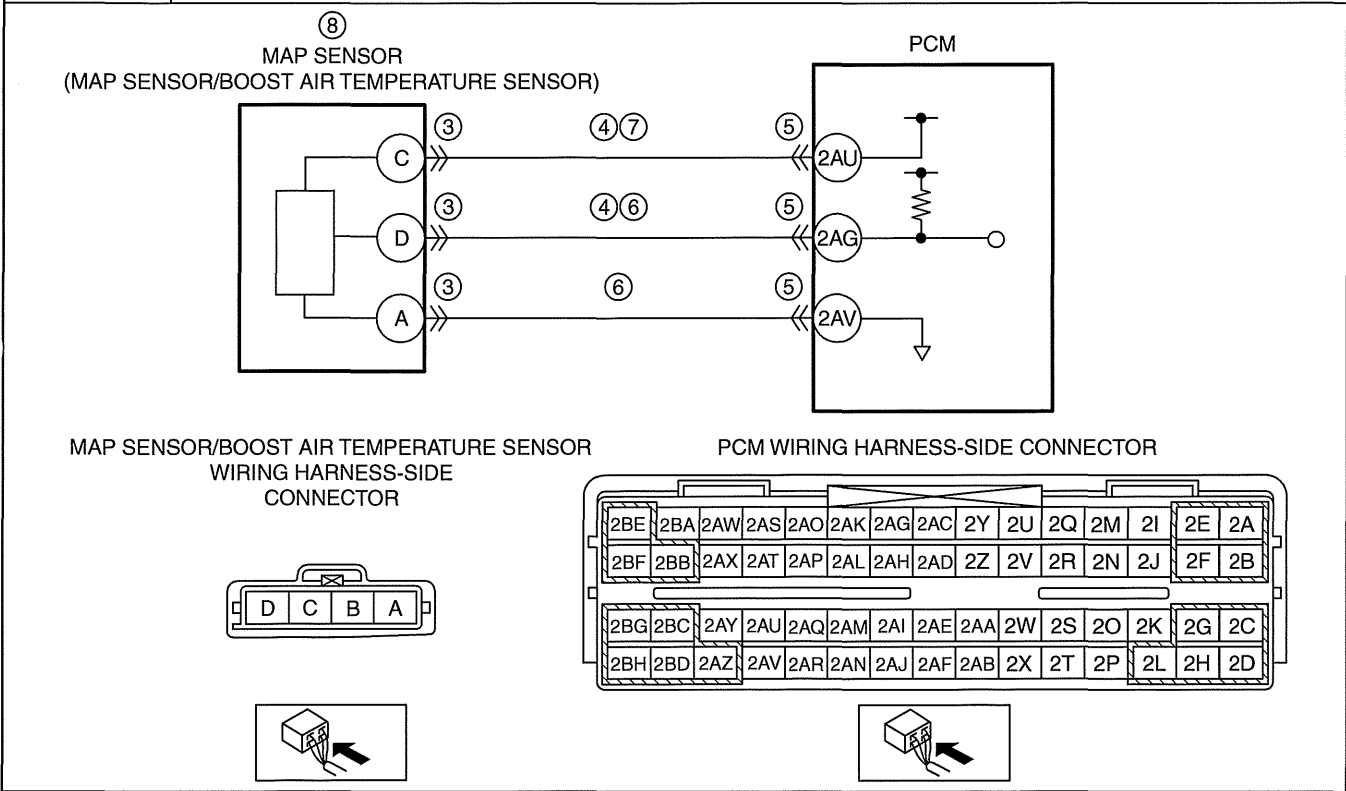 ⑧
MAP SENSOR
(MAP SENSOR/BOOST AIR TEMPERATURE SENSOR)
PCM
C ③ ④⑦ ⑤ 2AU
D ③ ④⑥ ⑤ 2AG
A ③ ⑥ ⑤ 2AV
MAP SENSOR/BOOST AIR TEMPERATURE SENSOR
WIRING HARNESS-SIDE
CONNECTOR
D C B A
PCM WIRING HARNESS-SIDE CONNECTOR
2BE 2BA 2AW 2AS 2AO 2AK 2AG 2AC 2Y 2U 2Q 2M 2I 2E 2A
2BF 2BB 2AX 2AT 2AP 2AL 2AH 2AD 2Z 2V 2R 2N 2J 2F 2B
2BG 2BC 2AY 2AU 2AQ 2AM 2AI 2AE 2AA 2W 2S 2O 2K 2G 2C
2BH 2BD 2AZ 2AV 2AR 2AN 2AJ 2AF 2AB 2X 2T 2P 2L 2H 2D